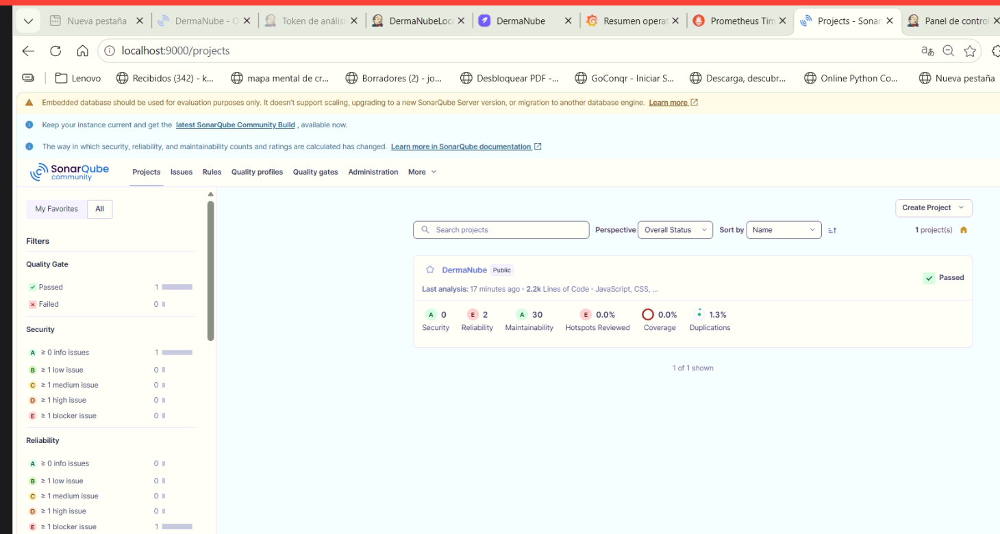 Nueva pestaña
DermaNube - O
Token de análisi
DermaNubeLoca
DermaNube
Resumen operat
Prometheus Tim
Projects - Sonar
Panel de control
localhost:9000/projects
Lenovo
Recibidos (342) - k...
mapa mental de cr...
Borradores (2) - jo...
Desbloquear PDF -...
GoConqr - Iniciar S...
Descarga, descubr...
Online Python Co...
Nueva pestaña
Embedded database should be used for evaluation purposes only. It doesn't support scaling, upgrading to a new SonarQube Server version, or migration to another database engine. Learn more
Keep your instance current and get the latest SonarQube Community Build , available now.
The way in which security, reliability, and maintainability counts and ratings are calculated has changed. Learn more in SonarQube documentation
SonarQube
community
Projects Issues Rules Quality profiles Quality gates Administration More
My Favorites All
Filters
Quality Gate
Passed 1
Failed 0
Security
A ≥ 0 info issues 1
B ≥ 1 low issue 0
C ≥ 1 medium issue 0
D ≥ 1 high issue 0
E ≥ 1 blocker issue 0
Reliability
A ≥ 0 info issues 0
B ≥ 1 low issue 0
C ≥ 1 medium issue 0
D ≥ 1 high issue 0
E ≥ 1 blocker issue 1
Create Project
Search projects Perspective Overall Status Sort by Name 1 project(s)
DermaNube Public
Passed
Last analysis: 17 minutes ago • 2.2k Lines of Code • JavaScript, CSS, ...
A 0 E 2 A 30 E 0.0% 0.0% 1.3%
Security Reliability Maintainability Hotspots Reviewed Coverage Duplications
1 of 1 shown